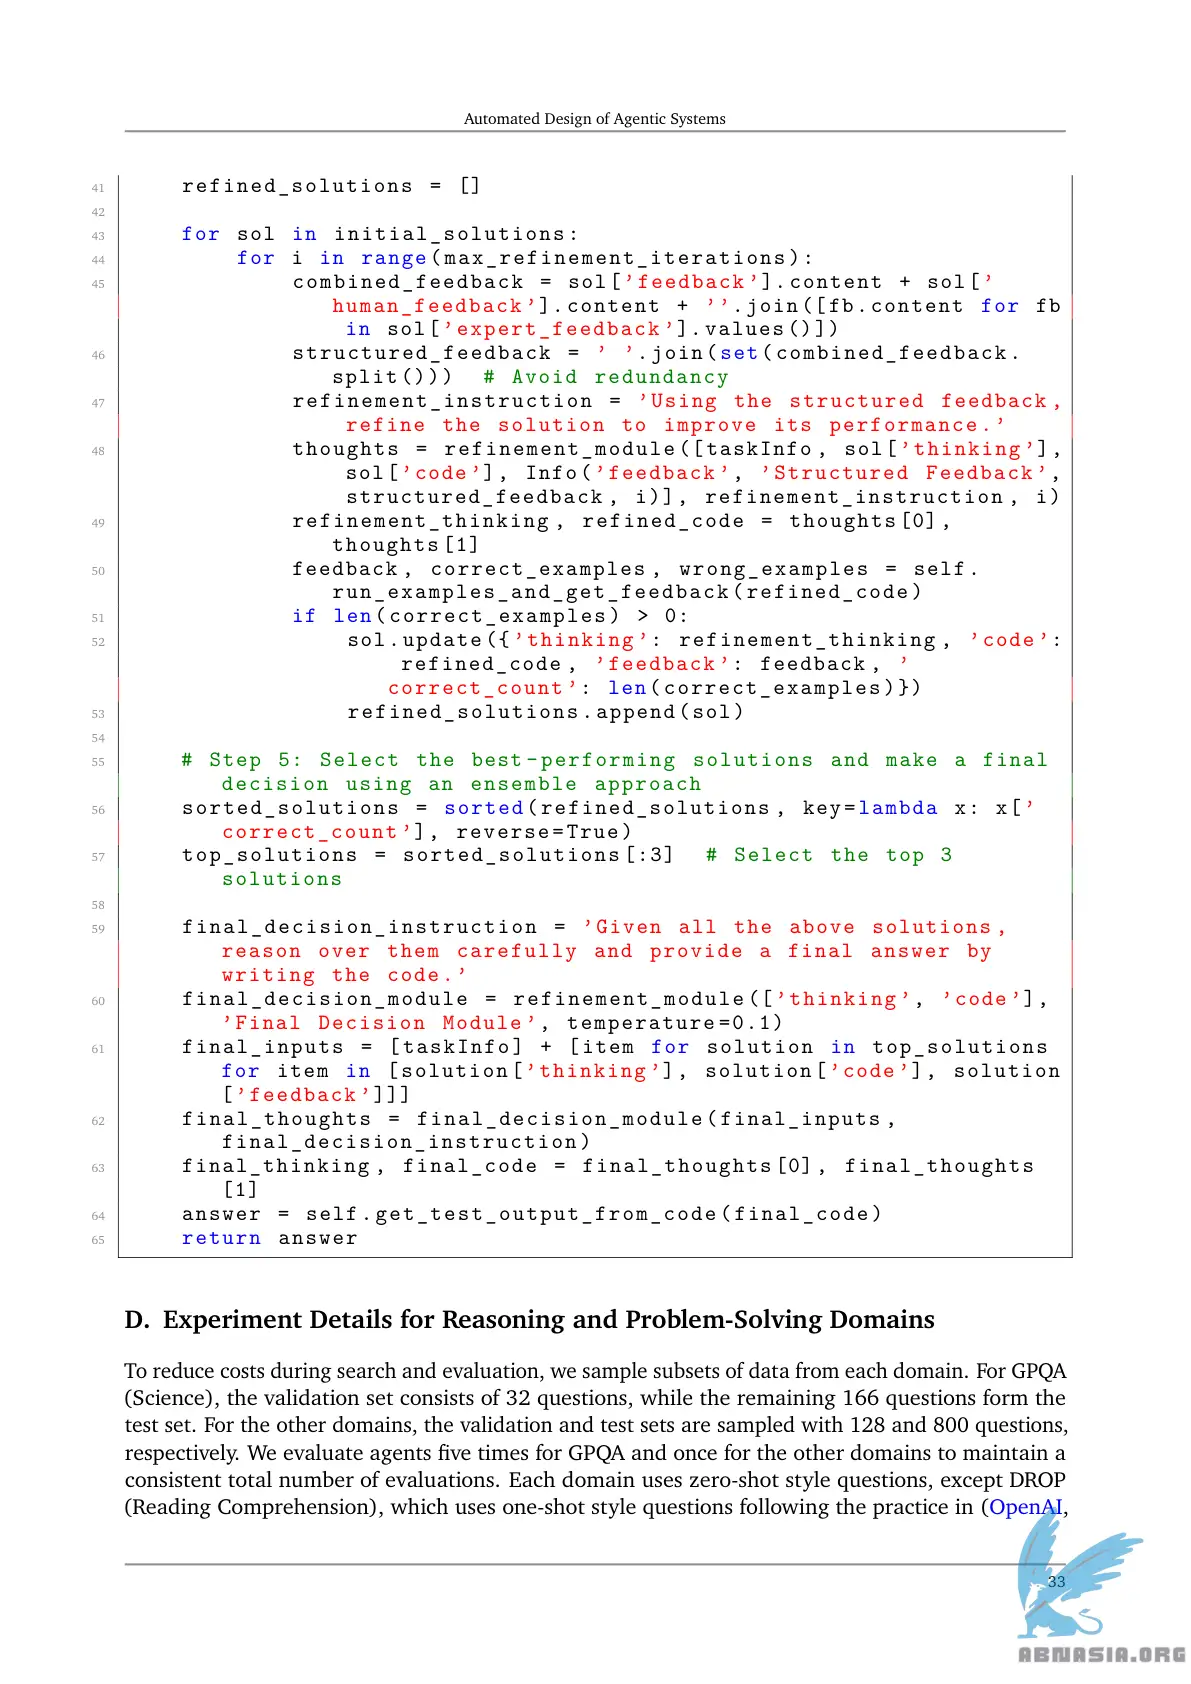 Automated Design of Agentic Systems
41 refined_solutions = []
42
43 for sol in initial_solutions:
44 for i in range(max_refinement_iterations):
45 combined_feedback = sol['feedback'].content + sol['
human_feedback'].content + ''.join([fb.content for fb
in sol['expert_feedback'].values()])
46 structured_feedback = ' '.join(set(combined_feedback.
split())) # Avoid redundancy
47 refinement_instruction = 'Using the structured feedback,
refine the solution to improve its performance.'
48 thoughts = refinement_module([taskInfo, sol['thinking'],
sol['code'], Info('feedback', 'Structured Feedback',
structured_feedback, i)], refinement_instruction, i)
49 refinement_thinking, refined_code = thoughts[0],
thoughts[1]
50 feedback, correct_examples, wrong_examples = self.
run_examples_and_get_feedback(refined_code)
51 if len(correct_examples) > 0:
52 sol.update({'thinking': refinement_thinking, 'code':
refined_code, 'feedback': feedback, '
correct_count': len(correct_examples)})
53 refined_solutions.append(sol)
54
55 # Step 5: Select the best-performing solutions and make a final
decision using an ensemble approach
56 sorted_solutions = sorted(refined_solutions, key=lambda x: x['
correct_count'], reverse=True)
57 top_solutions = sorted_solutions[:3] # Select the top 3
solutions
58
59 final_decision_instruction = 'Given all the above solutions,
reason over them carefully and provide a final answer by
writing the code.'
60 final_decision_module = refinement_module(['thinking', 'code'],
'Final Decision Module', temperature=0.1)
61 final_inputs = [taskInfo] + [item for solution in top_solutions
for item in [solution['thinking'], solution['code'], solution
['feedback']]]
62 final_thoughts = final_decision_module(final_inputs,
final_decision_instruction)
63 final_thinking, final_code = final_thoughts[0], final_thoughts
[1]
64 answer = self.get_test_output_from_code(final_code)
65 return answer
D. Experiment Details for Reasoning and Problem-Solving Domains
To reduce costs during search and evaluation, we sample subsets of data from each domain. For GPQA
(Science), the validation set consists of 32 questions, while the remaining 166 questions form the
test set. For the other domains, the validation and test sets are sampled with 128 and 800 questions,
respectively. We evaluate agents five times for GPQA and once for the other domains to maintain a
consistent total number of evaluations. Each domain uses zero-shot style questions, except DROP
(Reading Comprehension), which uses one-shot style questions following the practice in (OpenAI,
33
ABNASIA.ORG